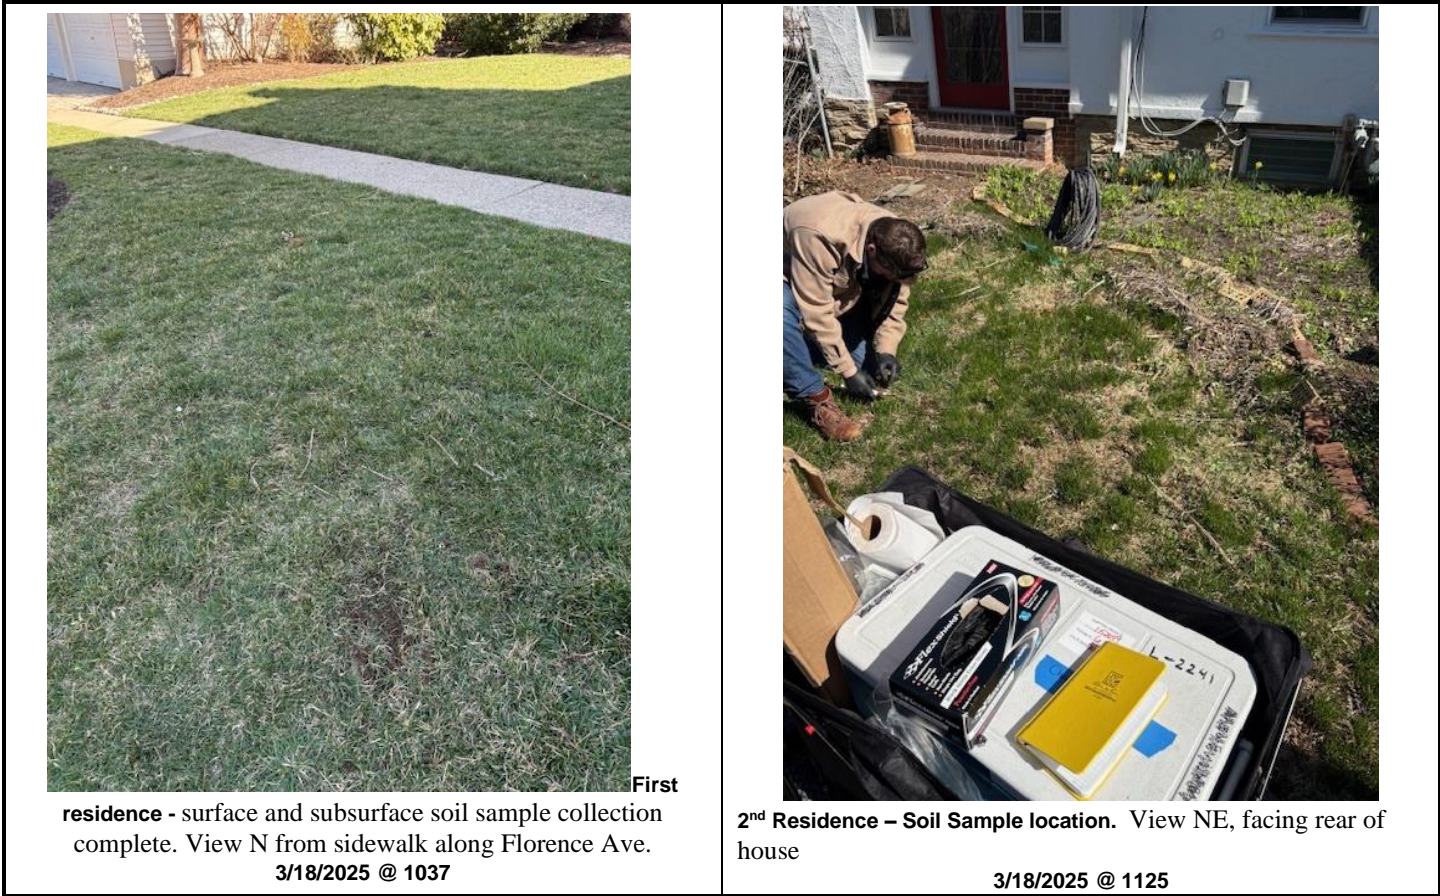 First
residence - surface and subsurface soil sample collection
complete. View N from sidewalk along Florence Ave.
3/18/2025 @ 1037
FlexShield
L-2241
2nd Residence – Soil Sample location. View NE, facing rear of
house
3/18/2025 @ 1125